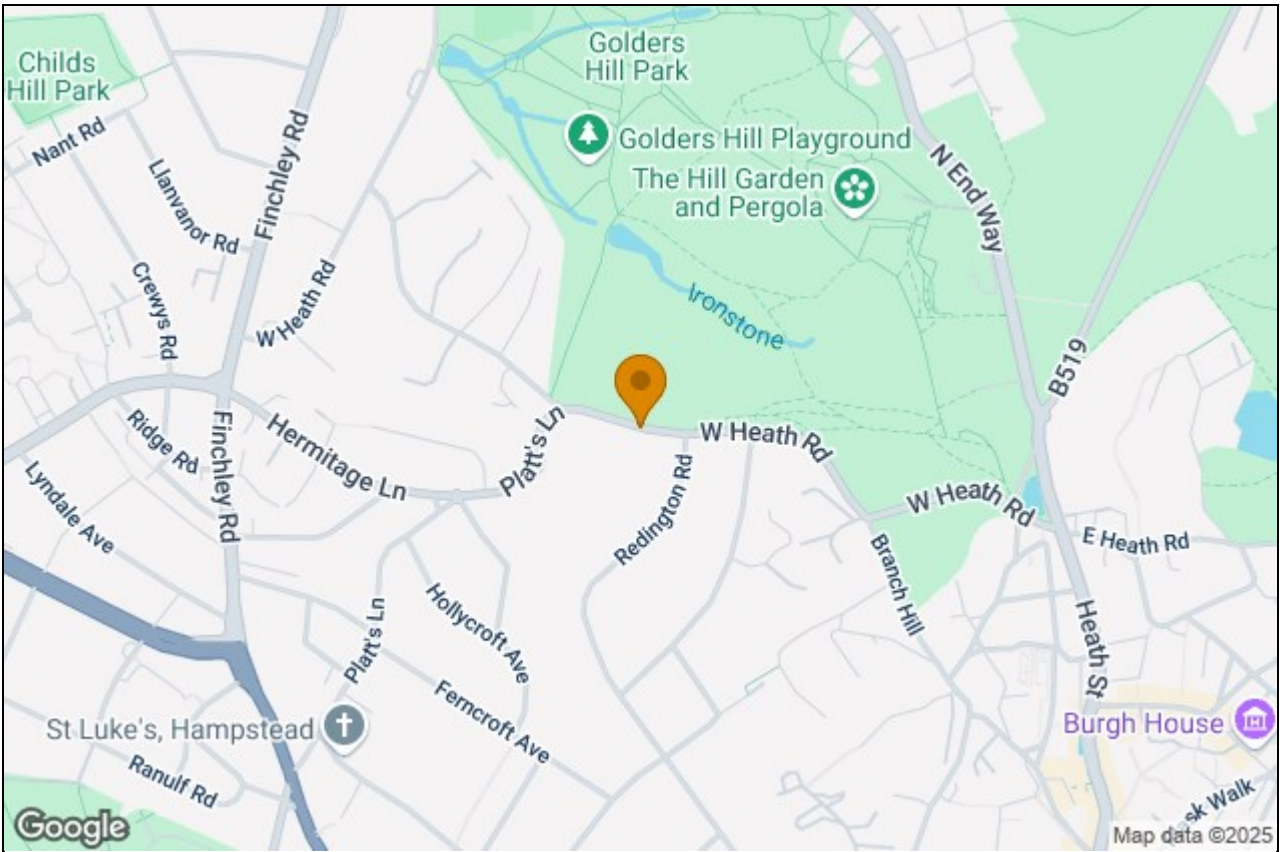 Childs
Hill Park
Golders
Hill Park
Nant Rd
Finchley Rd
Golders Hill Playground
Llanvanor Rd
The Hill Garden
and Pergola
N End Way
Crewys Rd
W Heath Rd
Ironstone
B519
Ridge Rd
Finchley Rd
Hermitage Ln
Platt's Ln
W Heath Rd
W Heath Rd
Lyndale Ave
Redington Rd
E Heath Rd
Branch Hill
Platt's Ln
Hollycroft Ave
Heath St
Ferncroft Ave
St Luke's, Hampstead
Burgh House
Ranulf Rd
Walk
Google
Map data ©2025